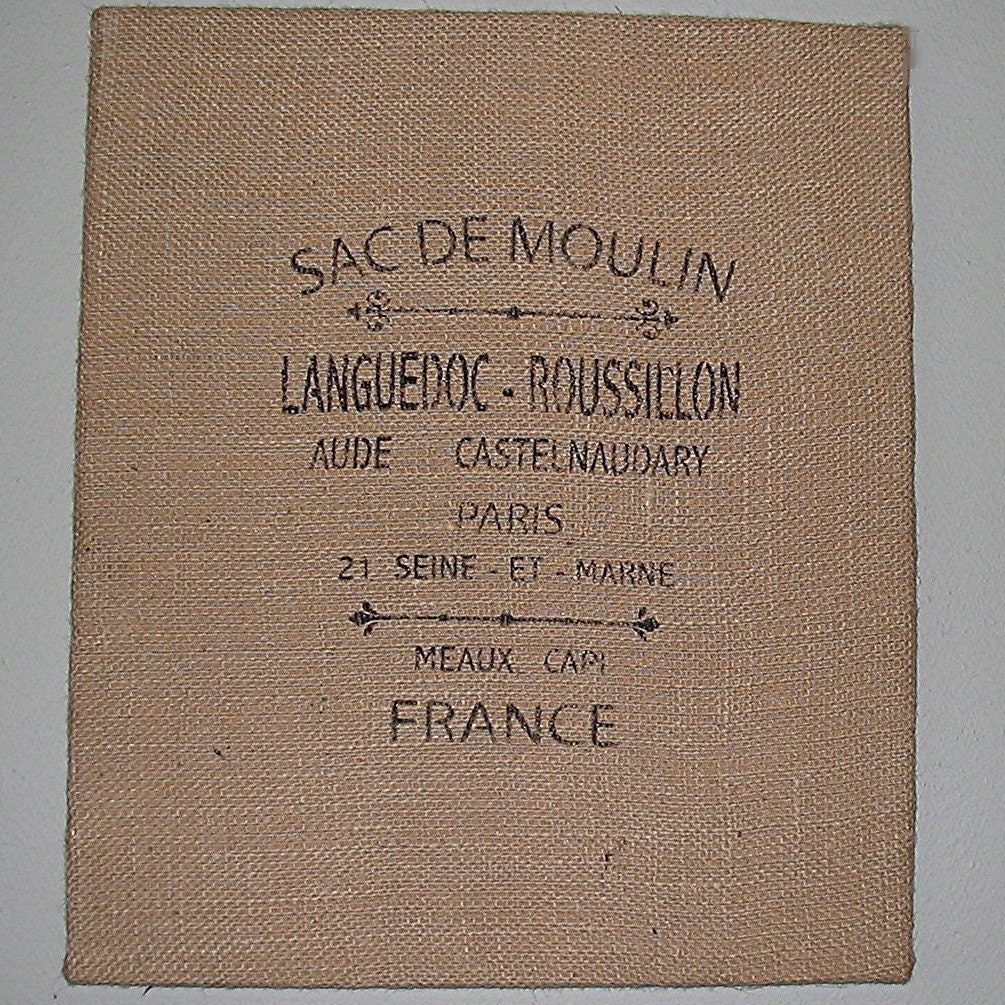 SAC DE MOULIN
LANGUEDOC - ROUSSILLON
AUDE CASTELNAUDARY
PARIS
21 SEINE - ET - MARNE
MEAUX CAPI
FRANCE